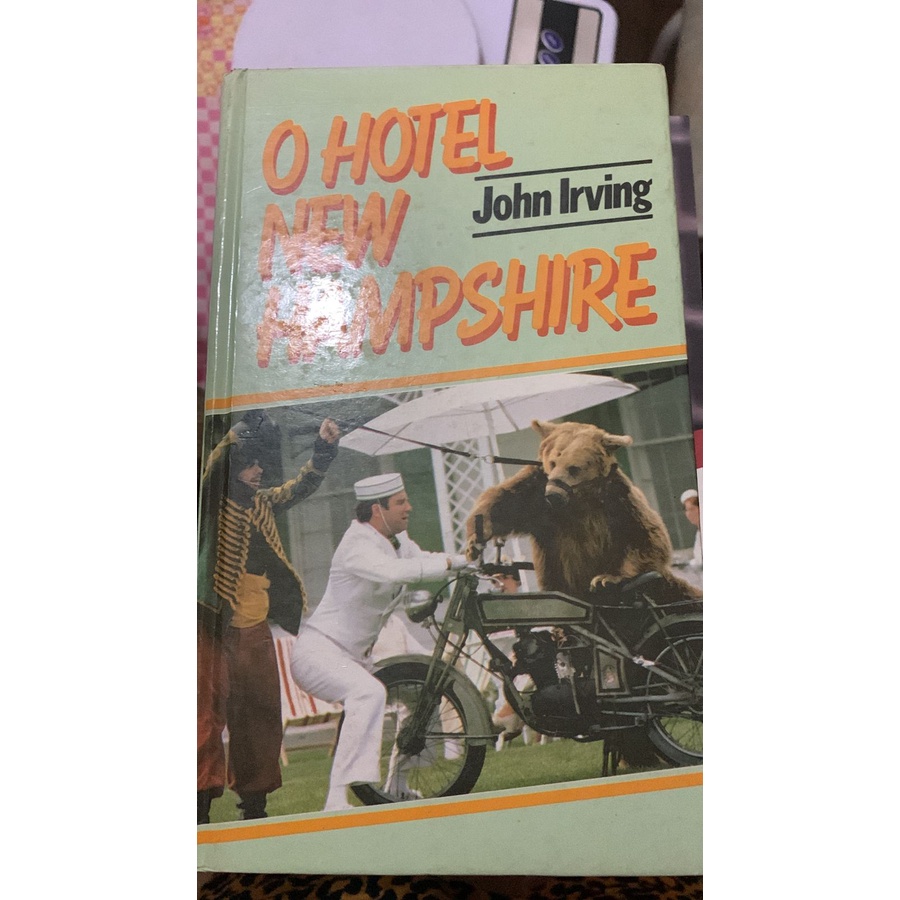 O HOTEL
NEW
HAMPSHIRE
John Irving